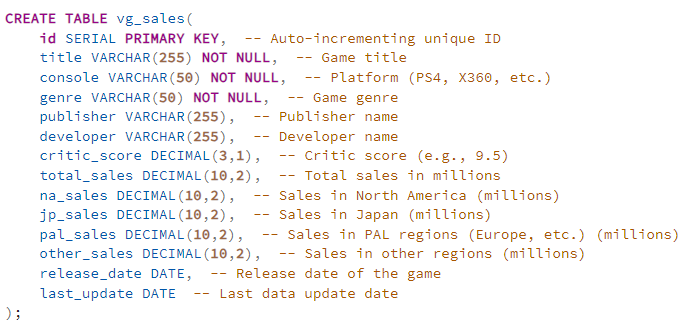 CREATE TABLE vg_sales(
    id SERIAL PRIMARY KEY,  -- Auto-incrementing unique ID
    title VARCHAR(255) NOT NULL,  -- Game title
    console VARCHAR(50) NOT NULL,  -- Platform (PS4, X360, etc.)
    genre VARCHAR(50) NOT NULL,  -- Game genre
    publisher VARCHAR(255),  -- Publisher name
    developer VARCHAR(255),  -- Developer name
    critic_score DECIMAL(3,1),  -- Critic score (e.g., 9.5)
    total_sales DECIMAL(10,2),  -- Total sales in millions
    na_sales DECIMAL(10,2),  -- Sales in North America (millions)
    jp_sales DECIMAL(10,2),  -- Sales in Japan (millions)
    pal_sales DECIMAL(10,2),  -- Sales in PAL regions (Europe, etc.) (millions)
    other_sales DECIMAL(10,2),  -- Sales in other regions (millions)
    release_date DATE,  -- Release date of the game
    last_update DATE  -- Last data update date
);